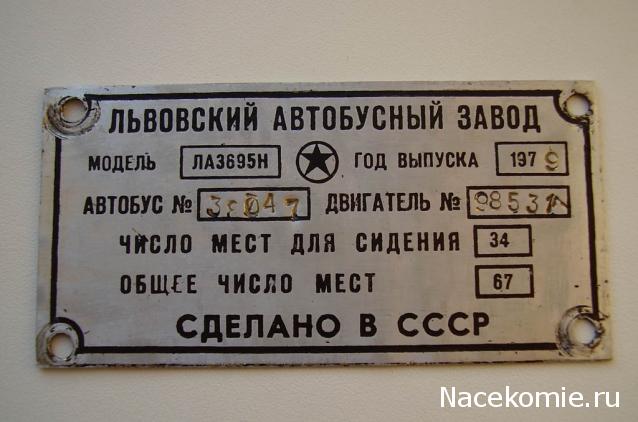 ЛЬВОВСКИЙ АВТОБУСНЫЙ ЗАВОД
МОДЕЛЬ ЛАЗ695Н ГОД ВЫПУСКА 1979
АВТОБУС № ДВИГАТЕЛЬ №
ЧИСЛО МЕСТ ДЛЯ СИДЕНИЯ 34
ОБЩЕЕ ЧИСЛО МЕСТ 67
СДЕЛАНО В СССР
Nacekomie.ru